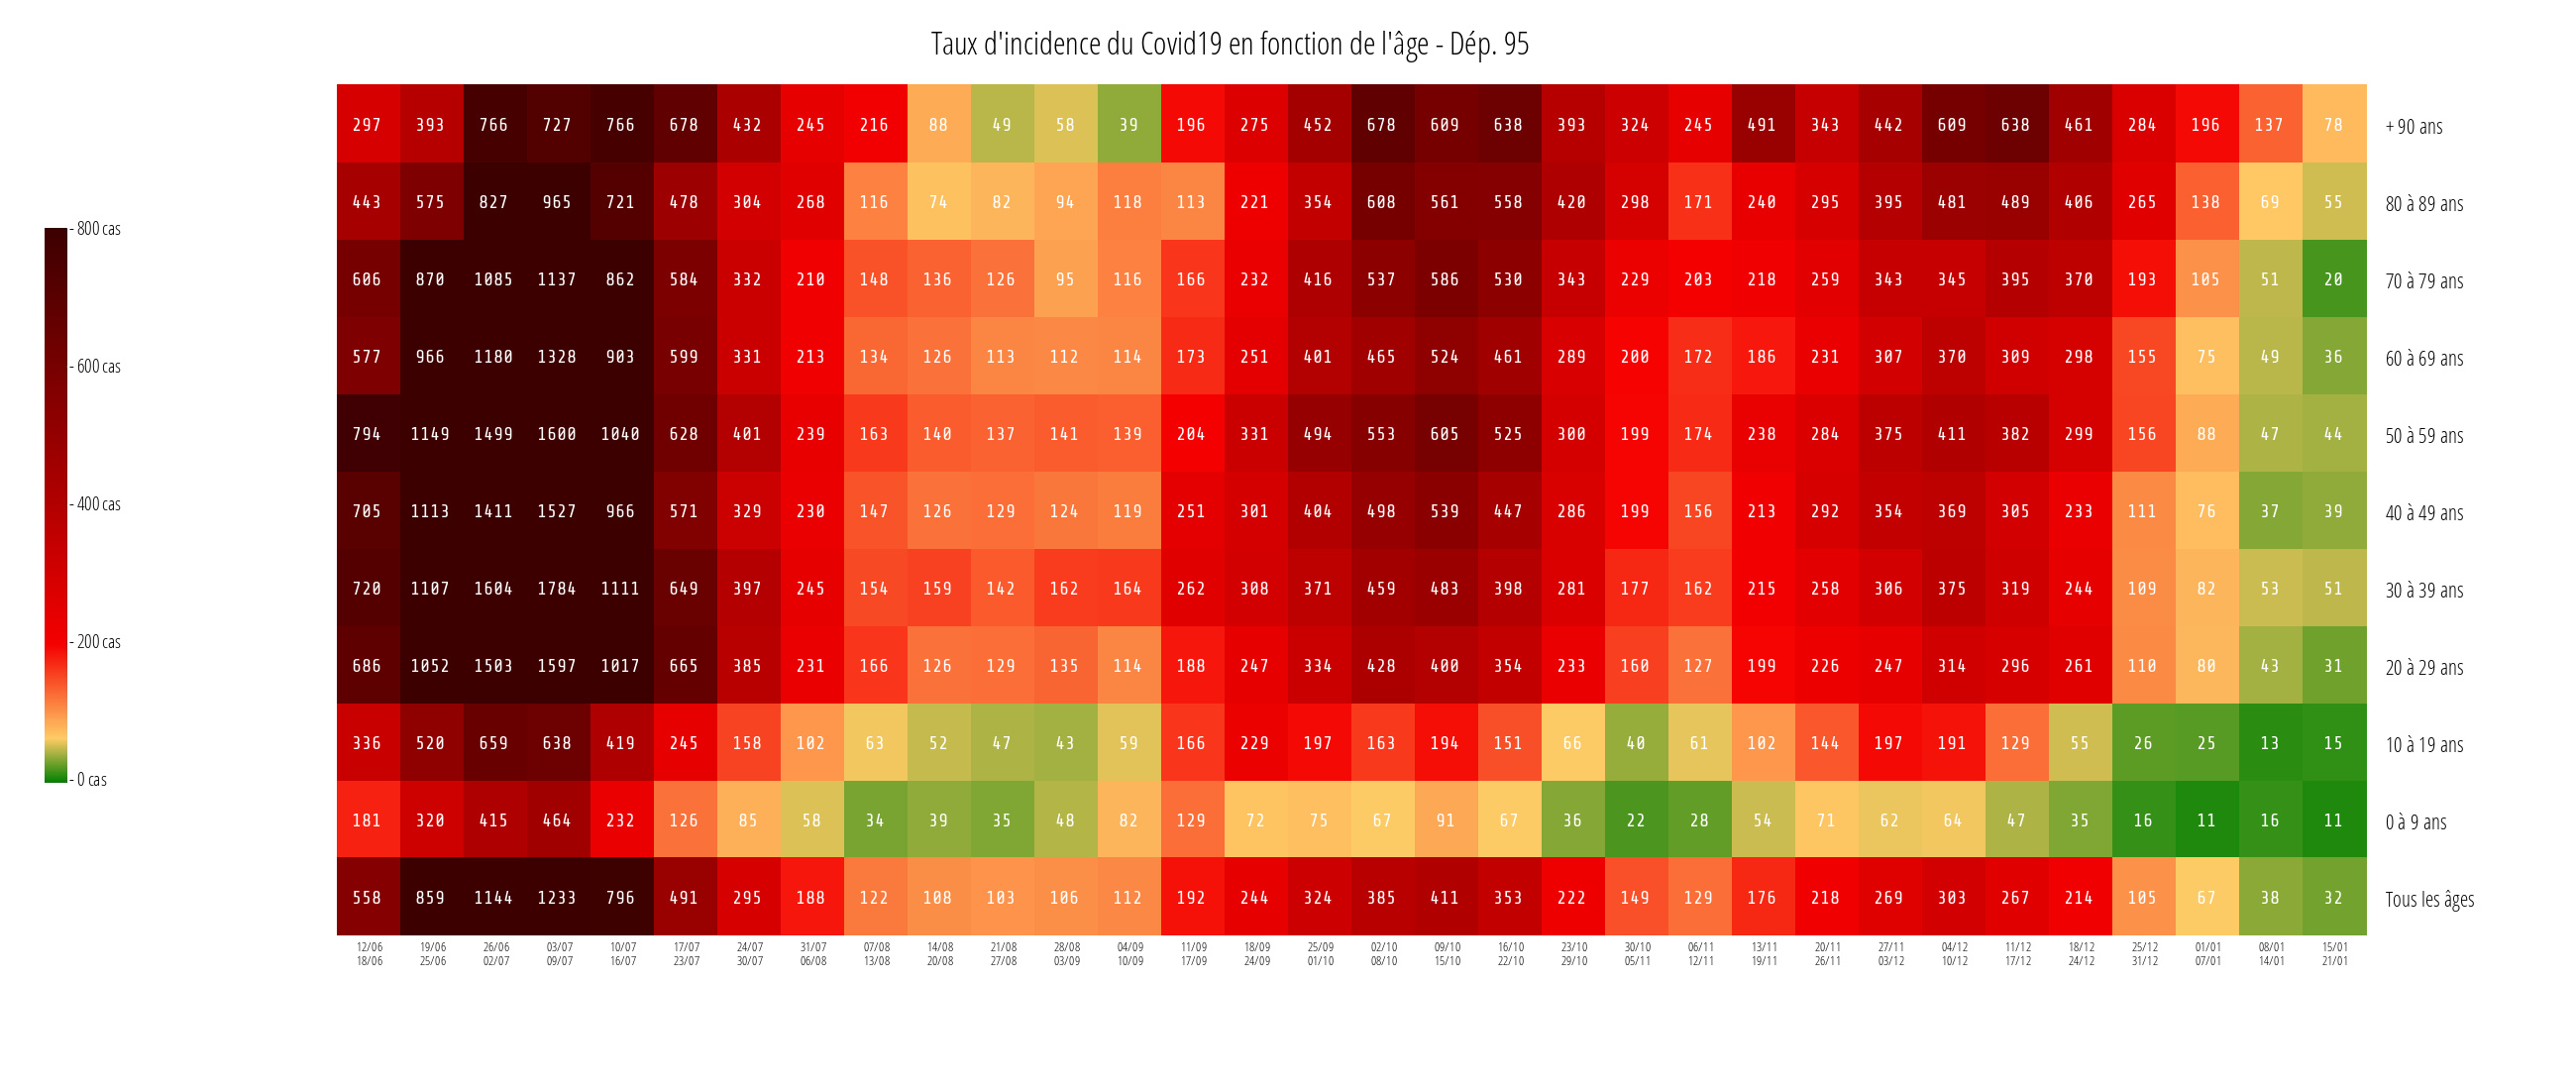 Taux d'incidence du Covid19 en fonction de l'âge - Dép. 95
- 800 cas
- 600 cas
- 400 cas
- 200 cas
- 0 cas
297 393 766 727 766 678 432 245 216 88 49 58 39 196 275 452 678 609 638 393 324 245 491 343 442 609 638 461 284 196 137 78 + 90 ans
443 575 827 965 721 478 304 268 116 74 82 94 118 113 221 354 608 561 558 420 298 171 240 295 395 481 489 406 265 138 69 55 80 à 89 ans
606 870 1085 1137 862 584 332 210 148 136 126 95 116 166 232 416 537 586 530 343 229 203 218 259 343 345 395 370 193 105 51 20 70 à 79 ans
577 966 1180 1328 903 599 331 213 134 126 113 112 114 173 251 401 465 524 461 289 200 172 186 231 307 370 309 298 155 75 49 36 60 à 69 ans
794 1149 1499 1600 1040 628 401 239 163 140 137 141 139 204 331 494 553 605 525 300 199 174 238 284 375 411 382 299 156 88 47 44 50 à 59 ans
705 1113 1411 1527 966 571 329 230 147 126 129 124 119 251 301 404 498 539 447 286 199 156 213 292 354 369 305 233 111 76 37 39 40 à 49 ans
720 1107 1604 1784 1111 649 397 245 154 159 142 162 164 262 308 371 459 483 398 281 177 162 215 258 306 375 319 244 109 82 53 51 30 à 39 ans
686 1052 1503 1597 1017 665 385 231 166 126 129 135 114 188 247 334 428 400 354 233 160 127 199 226 247 314 296 261 110 80 43 31 20 à 29 ans
336 520 659 638 419 245 158 102 63 52 47 43 59 166 229 197 163 194 151 66 40 61 102 144 197 191 129 55 26 25 13 15 10 à 19 ans
181 320 415 464 232 126 85 58 34 39 35 48 82 129 72 75 67 91 67 36 22 28 54 71 62 64 47 35 16 11 16 11 0 à 9 ans
558 859 1144 1233 796 491 295 188 122 108 103 106 112 192 244 324 385 411 353 222 149 129 176 218 269 303 267 214 105 67 38 32 Tous les âges
12/06 19/06 26/06 03/07 10/07 17/07 24/07 31/07 07/08 14/08 21/08 28/08 04/09 11/09 18/09 25/09 02/10 09/10 16/10 23/10 30/10 06/11 13/11 20/11 27/11 04/12 11/12 18/12 25/12 01/01 08/01 15/01
18/06 25/06 02/07 09/07 16/07 23/07 30/07 06/08 13/08 20/08 27/08 03/09 10/09 17/09 24/09 01/10 08/10 15/10 22/10 29/10 05/11 12/11 19/11 26/11 03/12 10/12 17/12 24/12 31/12 07/01 14/01 21/01